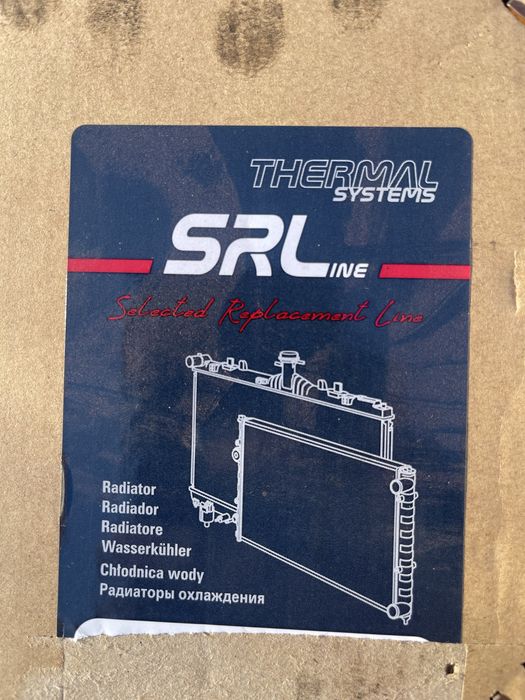 THERMAL
SYSTEMS
SRLINE
Selected Replacement Line
Radiator
Radiador
Radiatore
Wasserkühler
Chłodnica wody
Радиаторы охлаждения